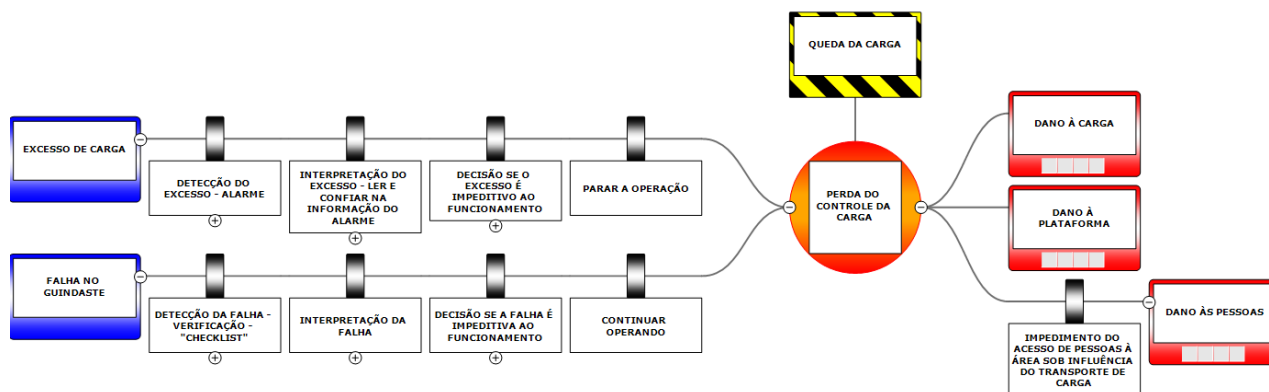 QUEDA DA CARGA
EXCESSO DE CARGA
DETECÇÃO DO
EXCESSO - ALARME
INTERPRETAÇÃO DO
EXCESSO - LER E
CONFIAR NA
INFORMAÇÃO DO
ALARME
DECISÃO SE O
EXCESSO É
IMPEDITIVO AO
FUNCIONAMENTO
PARAR A OPERAÇÃO
FALHA NO
GUINDASTE
DETECÇÃO DA FALHA -
VERIFICAÇÃO -
"CHECKLIST"
INTERPRETAÇÃO DA
FALHA
DECISÃO SE A FALHA É
IMPEDITIVA AO
FUNCIONAMENTO
CONTINUAR
OPERANDO
PERDA DO
CONTROLE DA
CARGA
DANO À CARGA
DANO À
PLATAFORMA
DANO ÀS PESSOAS
IMPEDIMENTO DO
ACESSO DE PESSOAS À
ÁREA SOB INFLUÊNCIA
DO TRANSPORTE DE
CARGA